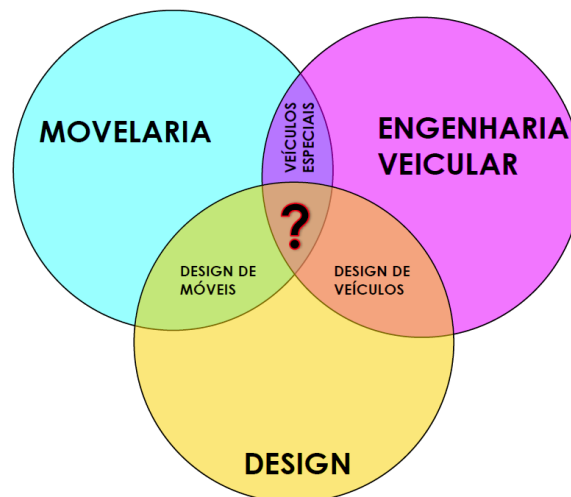 MOVELARIA
VEÍCULOS
ESPECIAIS
ENGENHARIA
VEICULAR
?
DESIGN DE
MÓVEIS
DESIGN DE
VEÍCULOS
DESIGN